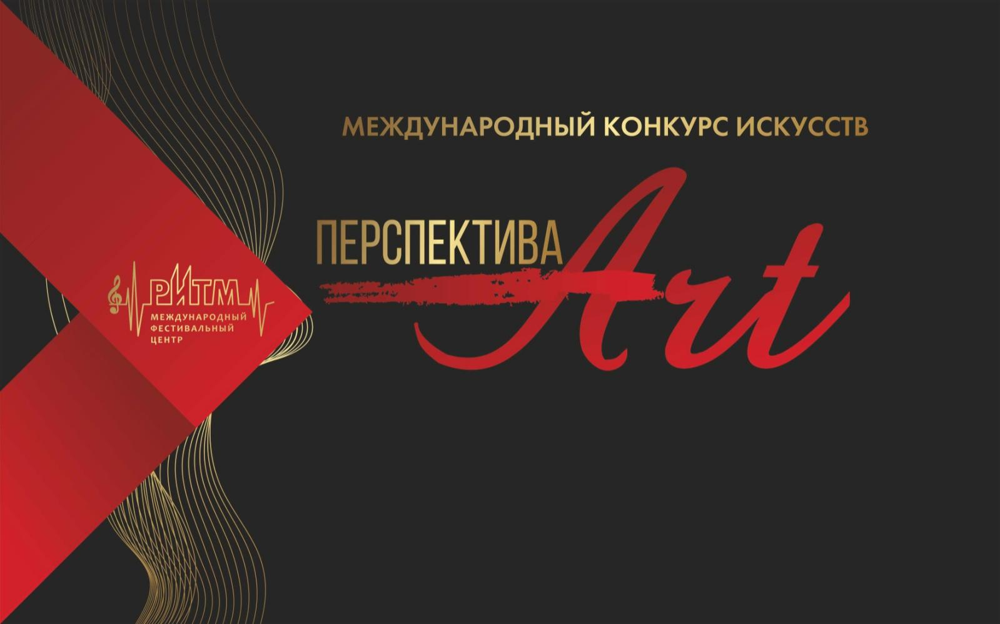 МЕЖДУНАРОДНЫЙ КОНКУРС ИСКУССТВ
ПЕРСПЕКТИВА
Art
РИТМ
МЕЖДУНАРОДНЫЙ
ФЕСТИВАЛЬНЫЙ
ЦЕНТР